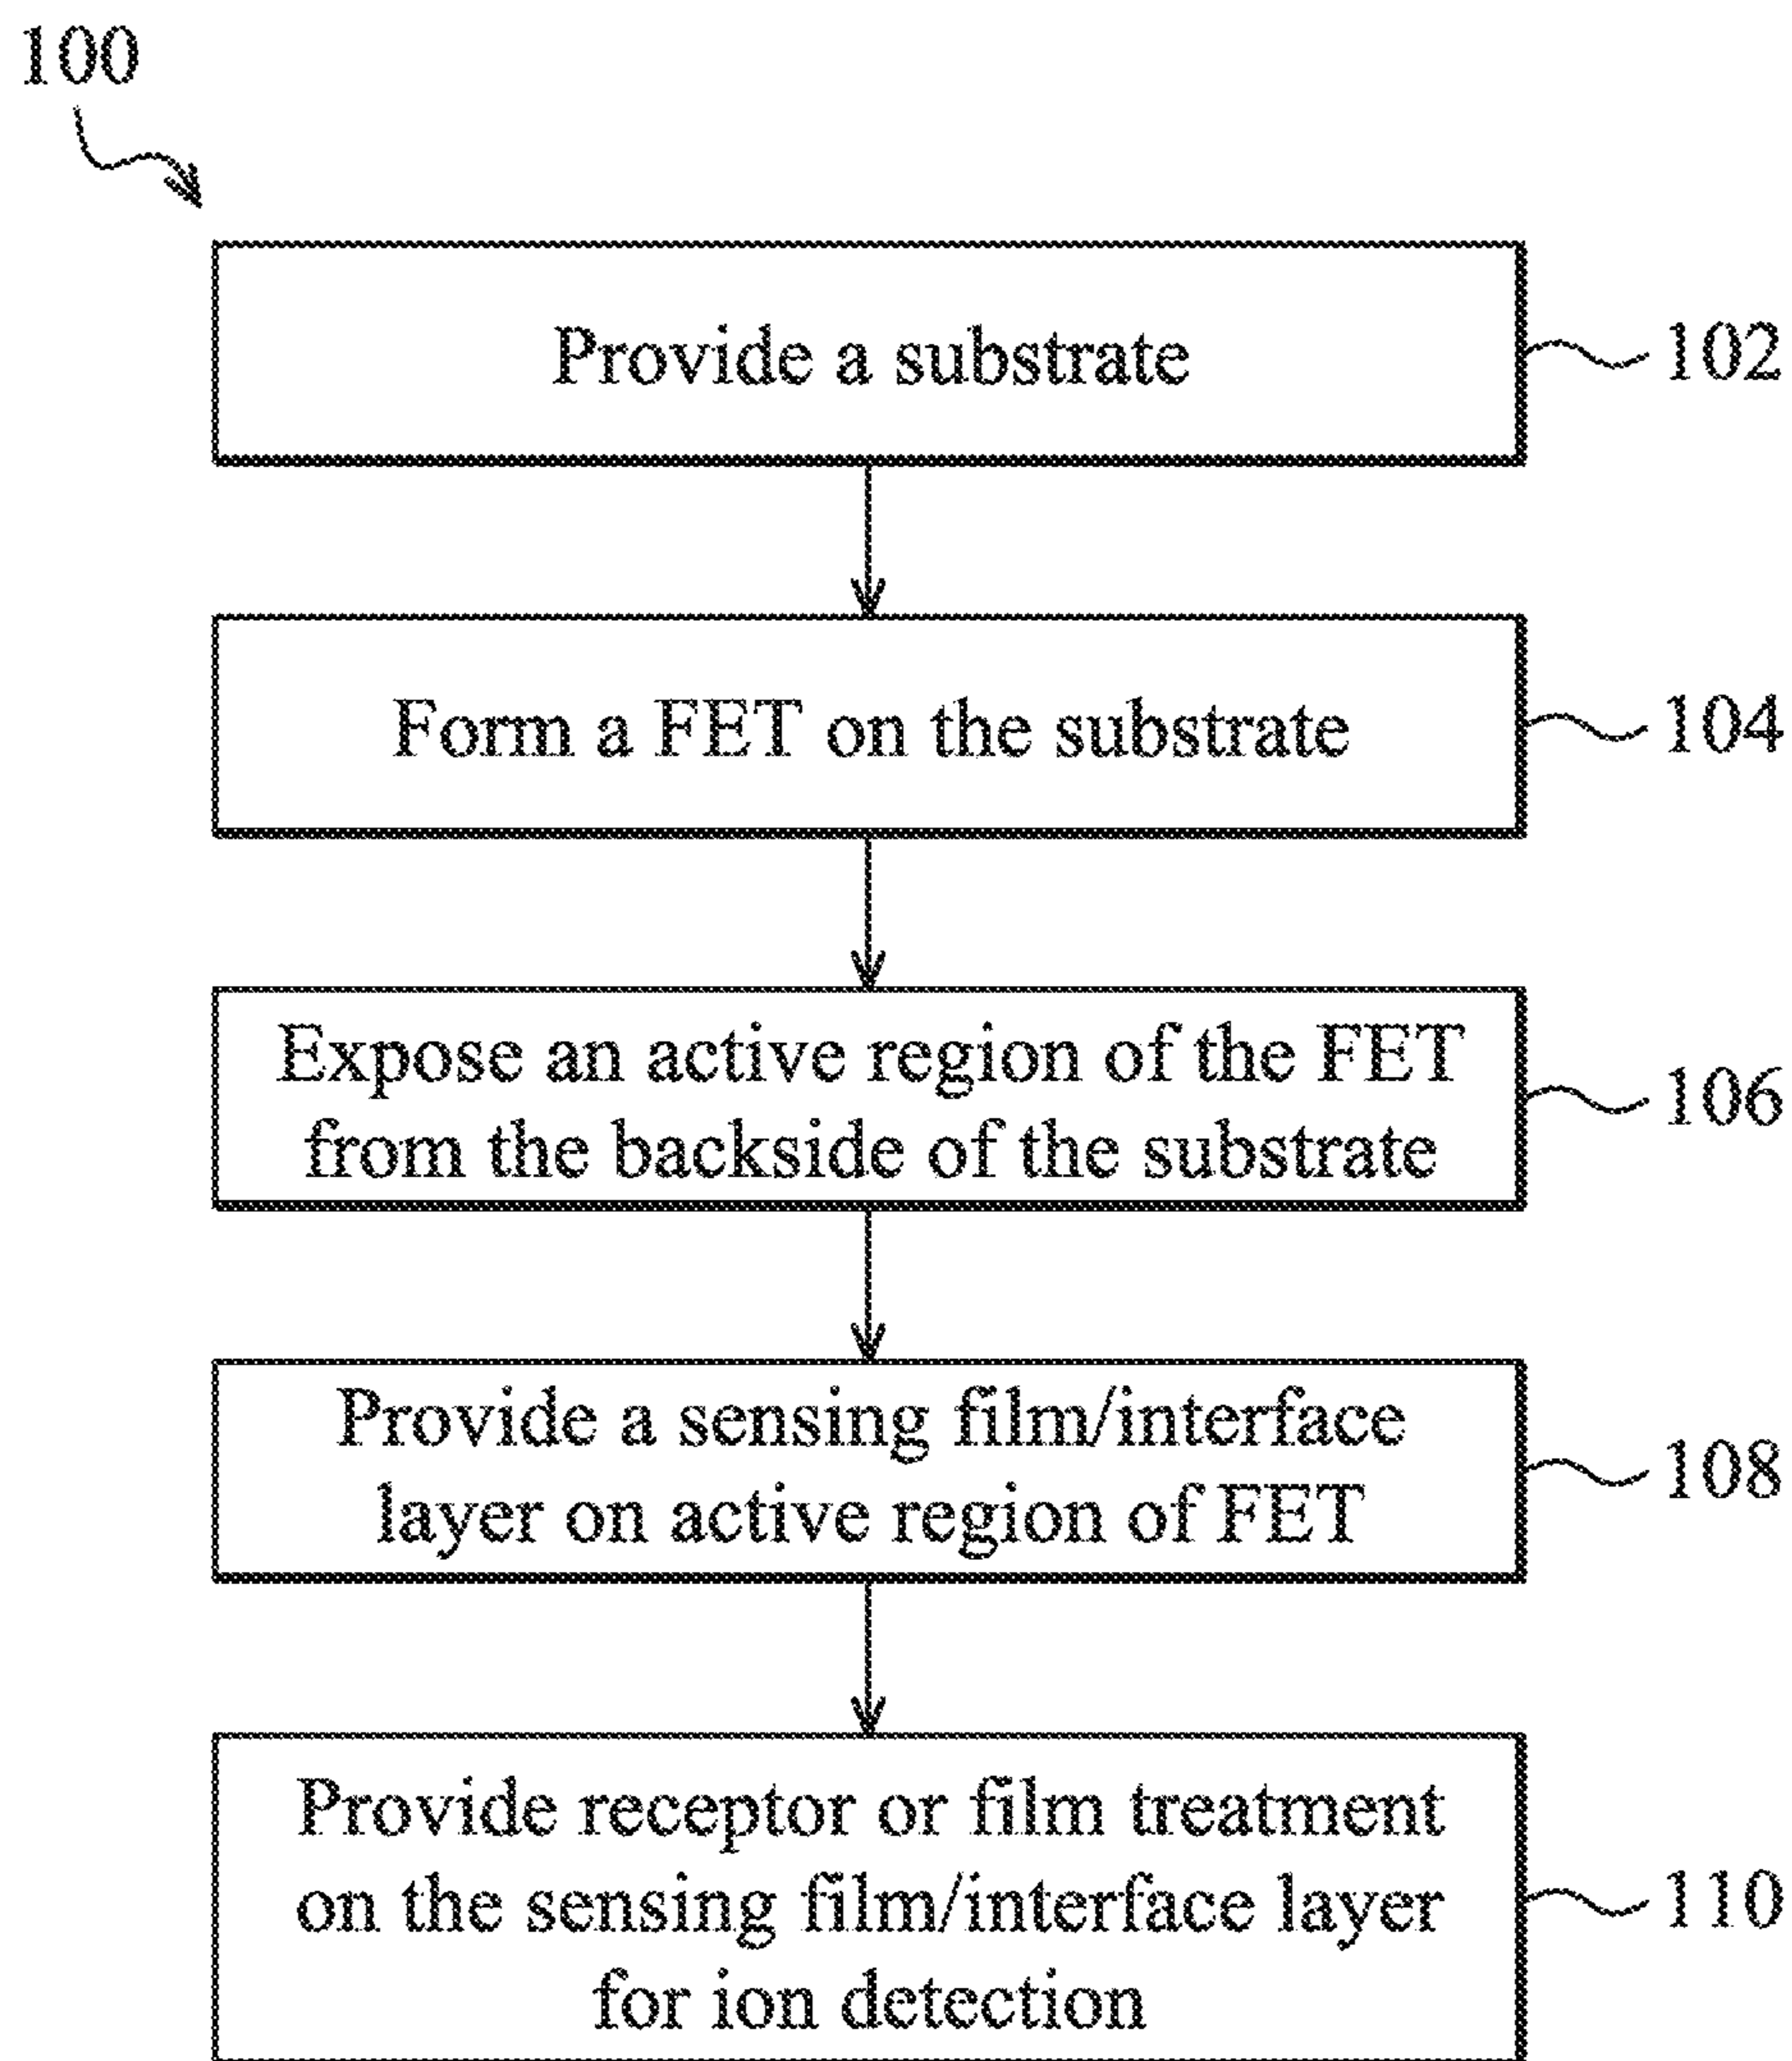 100
Provide a substrate
102
Form a FET on the substrate
104
Expose an active region of the FET
from the backside of the substrate
106
Provide a sensing film/interface
layer on active region of FET
108
Provide receptor or film treatment
on the sensing film/interface layer
for ion detection
110